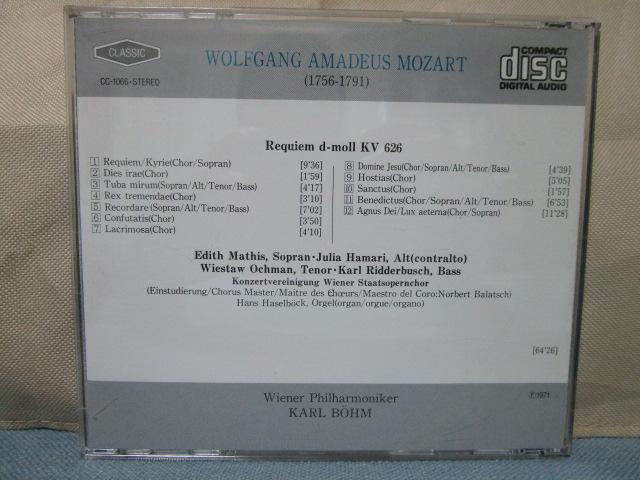 CLASSIC
CC-1066・STEREO
WOLFGANG AMADEUS MOZART
(1756-1791)
COMPACT
disc
DIGITAL AUDIO
Requiem d-moll KV 626
1 Requiem/Kyrie(Chor/Sopran) [9'36]
2 Dies irae(Chor) [1'59]
3 Tuba mirum(Sopran/Alt/Tenor/Bass) [4'17]
4 Rex tremendae(Chor) [3'10]
5 Recordare(Sopran/Alt/Tenor/Bass) [7'02]
6 Confutatis(Chor) [3'50]
7 Lacrimosa(Chor) [4'10]
8 Domine Jesu(Chor/Sopran/Alt/Tenor/Bass) [4'39]
9 Hostias(Chor) [5'05]
10 Sanctus(Chor) [1'57]
11 Benedictus(Chor/Sopran/Alt/Tenor/Bass) [6'53]
12 Agnus Dei/Lux aeterna(Chor/Sopran) [11'28]
Edith Mathis, Sopran・Julia Hamari, Alt(contralto)
Wiesław Ochman, Tenor・Karl Ridderbusch, Bass
Konzertvereinigung Wiener Staatsopernchor
(Einstudierung/Chorus Master/Maitre des Chœurs/Maestro del Coro:Norbert Balatsch)
Hans Haselböck, Orgel(organ/orgue/organo)
[64'26]
Wiener Philharmoniker
KARL BÖHM
℗1971